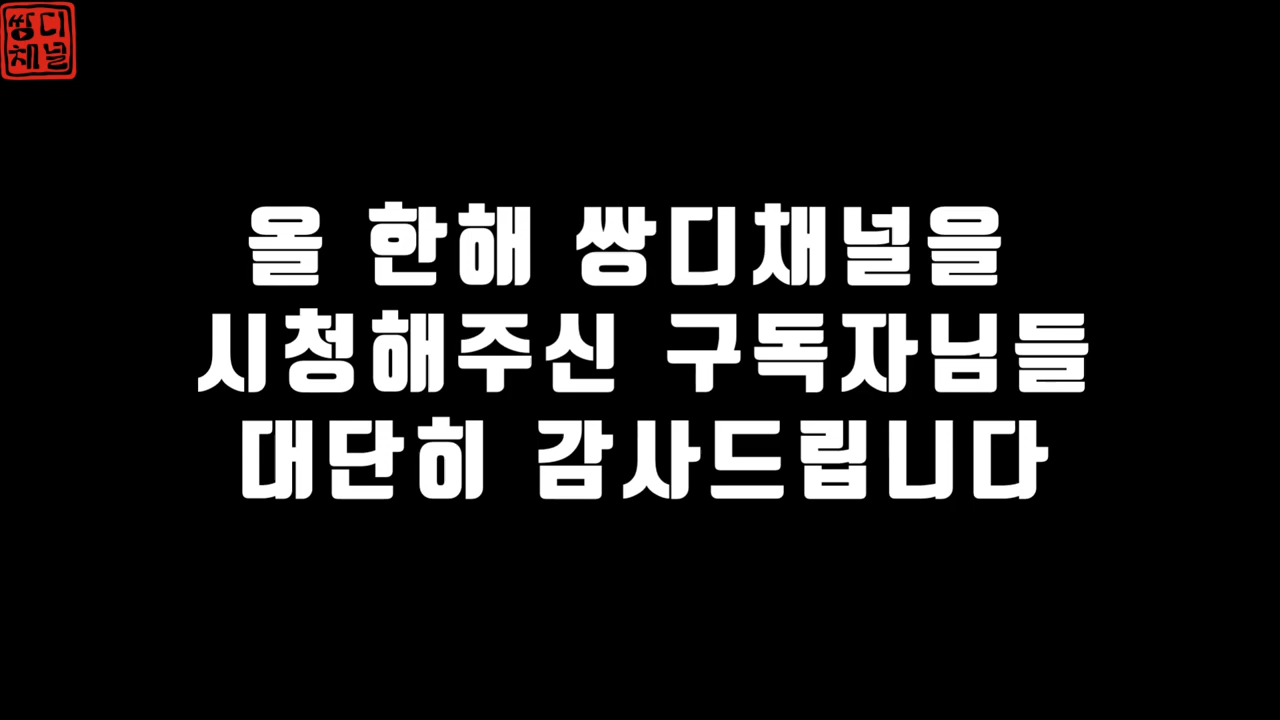 쌍디
채널
올 한해 쌍디채널을
시청해주신 구독자님들
대단히 감사드립니다